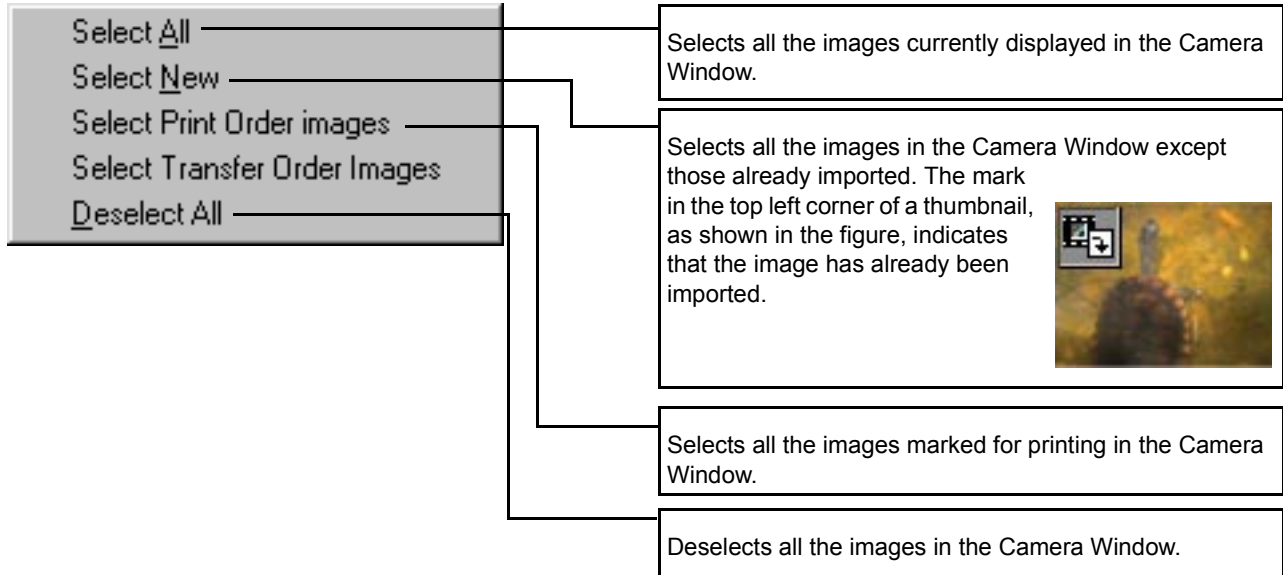 Select All
Select New
Select Print Order images
Select Transfer Order Images
Deselect All
Selects all the images currently displayed in the Camera
Window.
Selects all the images in the Camera Window except
those already imported. The mark
in the top left corner of a thumbnail,
as shown in the figure, indicates
that the image has already been
imported.
Selects all the images marked for printing in the Camera
Window.
Deselects all the images in the Camera Window.